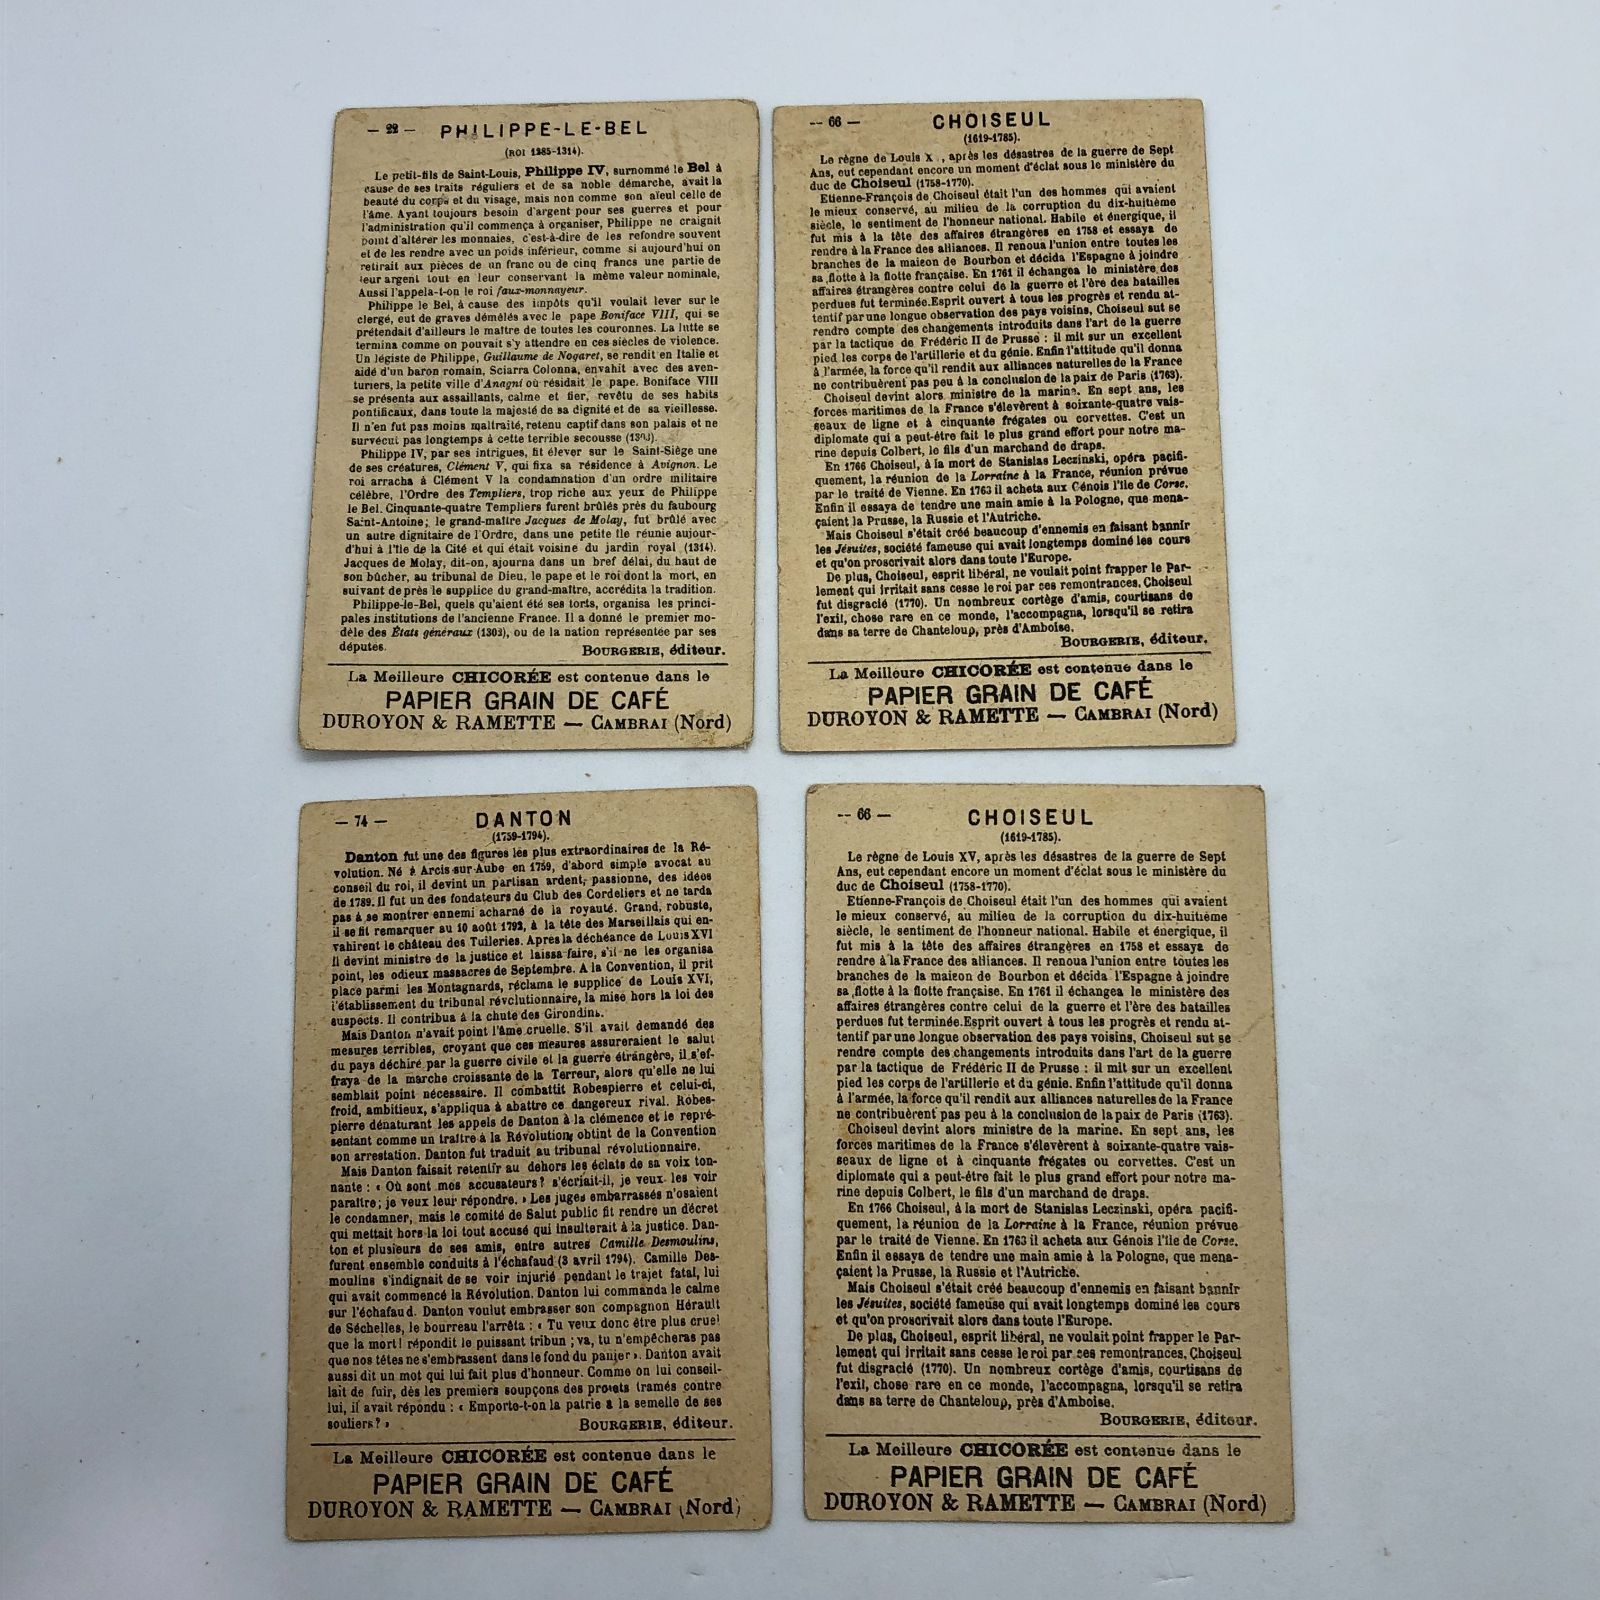 — 22 — PHILIPPE-LE-BEL
(ROI 1285-1314).
Le petit-fils de Saint-Louis, Philippe IV, surnommé le Bel à
cause de ses traits réguliers et de sa noble démarche, avait la
beauté du corps et du visage, mais non comme son aïeul celle de
l'âme. Ayant toujours besoin d'argent pour ses guerres et pour
l'administration qu'il commença à organiser, Philippe ne craignit
point d'altérer les monnaies, c'est-à-dire de les refondre souvent
et de les rendre avec un poids inférieur, comme si aujourd'hui on
retirait aux pièces de un franc ou de cinq francs une partie de
leur argent tout en leur conservant la même valeur nominale,
Aussi l'appela-t-on le roi faux-monnayeur.
Philippe le Bel, à cause des impôts qu'il voulait lever sur le
clergé, eut de graves démêlés avec le pape Boniface VIII, qui se
prétendait d'ailleurs le maître de toutes les couronnes. La lutte se
termina comme on pouvait s'y attendre en ces siècles de violence.
Un légiste de Philippe, Guillaume de Nogaret, se rendit en Italie et
aidé d'un baron romain, Sciarra Colonna, envahit avec des aven-
turiers, la petite ville d'Anagni où résidait le pape. Boniface VIII
se présenta aux assaillants, calme et fier, revêtu de ses habits
pontificaux, dans toute la majesté de sa dignité et de sa vieillesse.
Il n'en fut pas moins maltraité, retenu captif dans son palais et ne
survécut pas longtemps à cette terrible secousse (1303).
Philippe IV, par ses intrigues, fit élever sur le Saint-Siège une
de ses créatures, Clément V, qui fixa sa résidence à Avignon. Le
roi arracha à Clément V la condamnation d'un ordre militaire
célèbre, l'Ordre des Templiers, trop riche aux yeux de Philippe
le Bel. Cinquante-quatre Templiers furent brûlés près du faubourg
Saint-Antoine; le grand-maître Jacques de Molay, fut brûlé avec
un autre dignitaire de l'Ordre, dans une petite île réunie aujour-
d'hui à l'île de la Cité et qui était voisine du jardin royal (1314).
Jacques de Molay, dit-on, ajourna dans un bref délai, du haut de
son bûcher, au tribunal de Dieu, le pape et le roi dont la mort, en
suivant de près le supplice du grand-maître, accrédita la tradition.
Philippe-le-Bel, quels qu'aient été ses torts, organisa les princi-
pales institutions de l'ancienne France. Il a donné le premier mo-
dèle des États généraux (1303), ou de la nation représentée par ses
députés. BOURGERIE, éditeur.
La Meilleure CHICORÉE est contenue dans le
PAPIER GRAIN DE CAFÉ
DUROYON & RAMETTE — CAMBRAI (Nord)
-- 66 — CHOISEUL
(1619-1785).
Le règne de Louis X , après les désastres de la guerre de Sept
Ans, eut cependant encore un moment d'éclat sous le ministère du
duc de Choiseul (1758-1770).
Etienne-François de Choiseul était l'un des hommes qui avaient
le mieux conservé, au milieu de la corruption du dix-huitième
siècle, le sentiment de l'honneur national. Habile et énergique, il
fut mis à la tête des affaires étrangères en 1758 et essaya de
rendre à la France des alliances. Il renoua l'union entre toutes les
branches de la maison de Bourbon et décida l'Espagne à joindre
sa flotte à la flotte française. En 1761 il échangea le ministère des
affaires étrangères contre celui de la guerre et l'ère des batailles
perdues fut terminée.Esprit ouvert à tous les progrès et rendu at-
tentif par une longue observation des pays voisins, Choiseul sut se
rendre compte des changements introduits dans l'art de la guerre
par la tactique de Frédéric II de Prusse : il mit sur un excellent
pied les corps de l'artillerie et du génie. Enfin l'attitude qu'il donna
à l'armée, la force qu'il rendit aux alliances naturelles de la France
ne contribuèrent pas peu à la conclusion de la paix de Paris (1763).
Choiseul devint alors ministre de la marine. En sept ans, les
forces maritimes de la France s'élevèrent à soixante-quatre vais-
seaux de ligne et à cinquante frégates ou corvettes. C'est un
diplomate qui a peut-être fait le plus grand effort pour notre ma-
rine depuis Colbert, le fils d'un marchand de draps.
En 1766 Choiseul, à la mort de Stanislas Leczinski, opéra pacifi-
quement, la réunion de la Lorraine à la France, réunion prévue
par le traité de Vienne. En 1763 il acheta aux Génois l'île de Corse.
Enfin il essaya de tendre une main amie à la Pologne, que mena-
çaient la Prusse, la Russie et l'Autriche.
Mais Choiseul s'était créé beaucoup d'ennemis en faisant bannir
les Jésuites, société fameuse qui avait longtemps dominé les cours
et qu'on proscrivait alors dans toute l'Europe.
De plus, Choiseul, esprit libéral, ne voulait point frapper le Par-
lement qui irritait sans cesse le roi par ses remontrances. Choiseul
fut disgracié (1770). Un nombreux cortège d'amis, courtisans de
l'exil, chose rare en ce monde, l'accompagna, lorsqu'il se retira
dans sa terre de Chanteloup, près d'Amboise.
BOURGERIE, éditeur.
La Meilleure CHICORÉE est contenue dans le
PAPIER GRAIN DE CAFÉ
DUROYON & RAMETTE — CAMBRAI (Nord)
— 74 — DANTON
(1759-1794).
Danton fut une des figures les plus extraordinaires de la Ré-
volution. Né à Arcis-sur-Aube en 1759, d'abord simple avocat au
conseil du roi, il devint un partisan ardent, passionné, des idées
de 1789. Il fut un des fondateurs du Club des Cordeliers et ne tarda
pas à se montrer ennemi acharné de la royauté. Grand, robuste,
il se fit remarquer au 10 août 1792, à la tête des Marseillais qui en-
vahirent le château des Tuileries. Après la déchéance de Louis XVI
il devint ministre de la justice et laissa faire, s'il ne les organisa
point, les odieux massacres de Septembre. A la Convention, il prit
place parmi les Montagnards, réclama le supplice de Louis XVI,
l'établissement du tribunal révolutionnaire, la mise hors la loi des
suspects. Il contribua à la chute des Girondins.
Mais Danton n'avait point l'âme cruelle. S'il avait demandé des
mesures terribles, croyant que ces mesures assureraient le salut
du pays déchiré par la guerre civile et la guerre étrangère, il s'ef-
fraya de la marche croissante de la Terreur, alors qu'elle ne lui
semblait point nécessaire. Il combattit Robespierre et celui-ci,
froid, ambitieux, s'appliqua à abattre ce dangereux rival. Robes-
pierre dénaturant les appels de Danton à la clémence et le repré-
sentant comme un traître à la Révolution, obtint de la Convention
son arrestation. Danton fut traduit au tribunal révolutionnaire.
Mais Danton faisait retentir au dehors les éclats de sa voix ton-
nante : « Où sont mes accusateurs? s'écriait-il, je veux les voir
paraître; je veux leur répondre. » Les juges embarrassés n'osaient
le condamner, mais le comité de Salut public fit rendre un décret
qui mettait hors la loi tout accusé qui insulterait à la justice. Dan-
ton et plusieurs de ses amis, entre autres Camille Desmoulins,
furent ensemble conduits à l'échafaud (3 avril 1794). Camille Des-
moulins s'indignait de se voir injurié pendant le trajet fatal, lui
qui avait commencé la Révolution. Danton lui commanda le calme
sur l'échafaud. Danton voulut embrasser son compagnon Hérault
de Séchelles, le bourreau l'arrêta : « Tu veux donc être plus cruel
que la mort! répondit le puissant tribun ; va, tu n'empêcheras pas
que nos têtes ne s'embrassent dans le fond du panier ». Danton avait
aussi dit un mot qui lui fait plus d'honneur. Comme on lui conseil-
lait de fuir, dès les premiers soupçons des projets tramés contre
lui, il avait répondu : « Emporte-t-on la patrie à la semelle de ses
souliers? » BOURGERIE, éditeur.
La Meilleure CHICORÉE est contenue dans le
PAPIER GRAIN DE CAFÉ
DUROYON & RAMETTE — CAMBRAI (Nord)
-- 66 — CHOISEUL
(1619-1785).
Le règne de Louis XV, après les désastres de la guerre de Sept
Ans, eut cependant encore un moment d'éclat sous le ministère du
duc de Choiseul (1758-1770).
Etienne-François de Choiseul était l'un des hommes qui avaient
le mieux conservé, au milieu de la corruption du dix-huitième
siècle, le sentiment de l'honneur national. Habile et énergique, il
fut mis à la tête des affaires étrangères en 1758 et essaya de
rendre à la France des alliances. Il renoua l'union entre toutes les
branches de la maison de Bourbon et décida l'Espagne à joindre
sa flotte à la flotte française. En 1761 il échangea le ministère des
affaires étrangères contre celui de la guerre et l'ère des batailles
perdues fut terminée.Esprit ouvert à tous les progrès et rendu at-
tentif par une longue observation des pays voisins, Choiseul sut se
rendre compte des changements introduits dans l'art de la guerre
par la tactique de Frédéric II de Prusse : il mit sur un excellent
pied les corps de l'artillerie et du génie. Enfin l'attitude qu'il donna
à l'armée, la force qu'il rendit aux alliances naturelles de la France
ne contribuèrent pas peu à la conclusion de la paix de Paris (1763).
Choiseul devint alors ministre de la marine. En sept ans, les
forces maritimes de la France s'élevèrent à soixante-quatre vais-
seaux de ligne et à cinquante frégates ou corvettes. C'est un
diplomate qui a peut-être fait le plus grand effort pour notre ma-
rine depuis Colbert, le fils d'un marchand de draps.
En 1766 Choiseul, à la mort de Stanislas Leczinski, opéra pacifi-
quement, la réunion de la Lorraine à la France, réunion prévue
par le traité de Vienne. En 1763 il acheta aux Génois l'île de Corse.
Enfin il essaya de tendre une main amie à la Pologne, que mena-
çaient la Prusse, la Russie et l'Autriche.
Mais Choiseul s'était créé beaucoup d'ennemis en faisant bannir
les Jésuites, société fameuse qui avait longtemps dominé les cours
et qu'on proscrivait alors dans toute l'Europe.
De plus, Choiseul, esprit libéral, ne voulait point frapper le Par-
lement qui irritait sans cesse le roi par ses remontrances. Choiseul
fut disgracié (1770). Un nombreux cortège d'amis, courtisans de
l'exil, chose rare en ce monde, l'accompagna, lorsqu'il se retira
dans sa terre de Chanteloup, près d'Amboise.
BOURGERIE, éditeur.
La Meilleure CHICORÉE est contenue dans le
PAPIER GRAIN DE CAFÉ
DUROYON & RAMETTE — CAMBRAI (Nord)